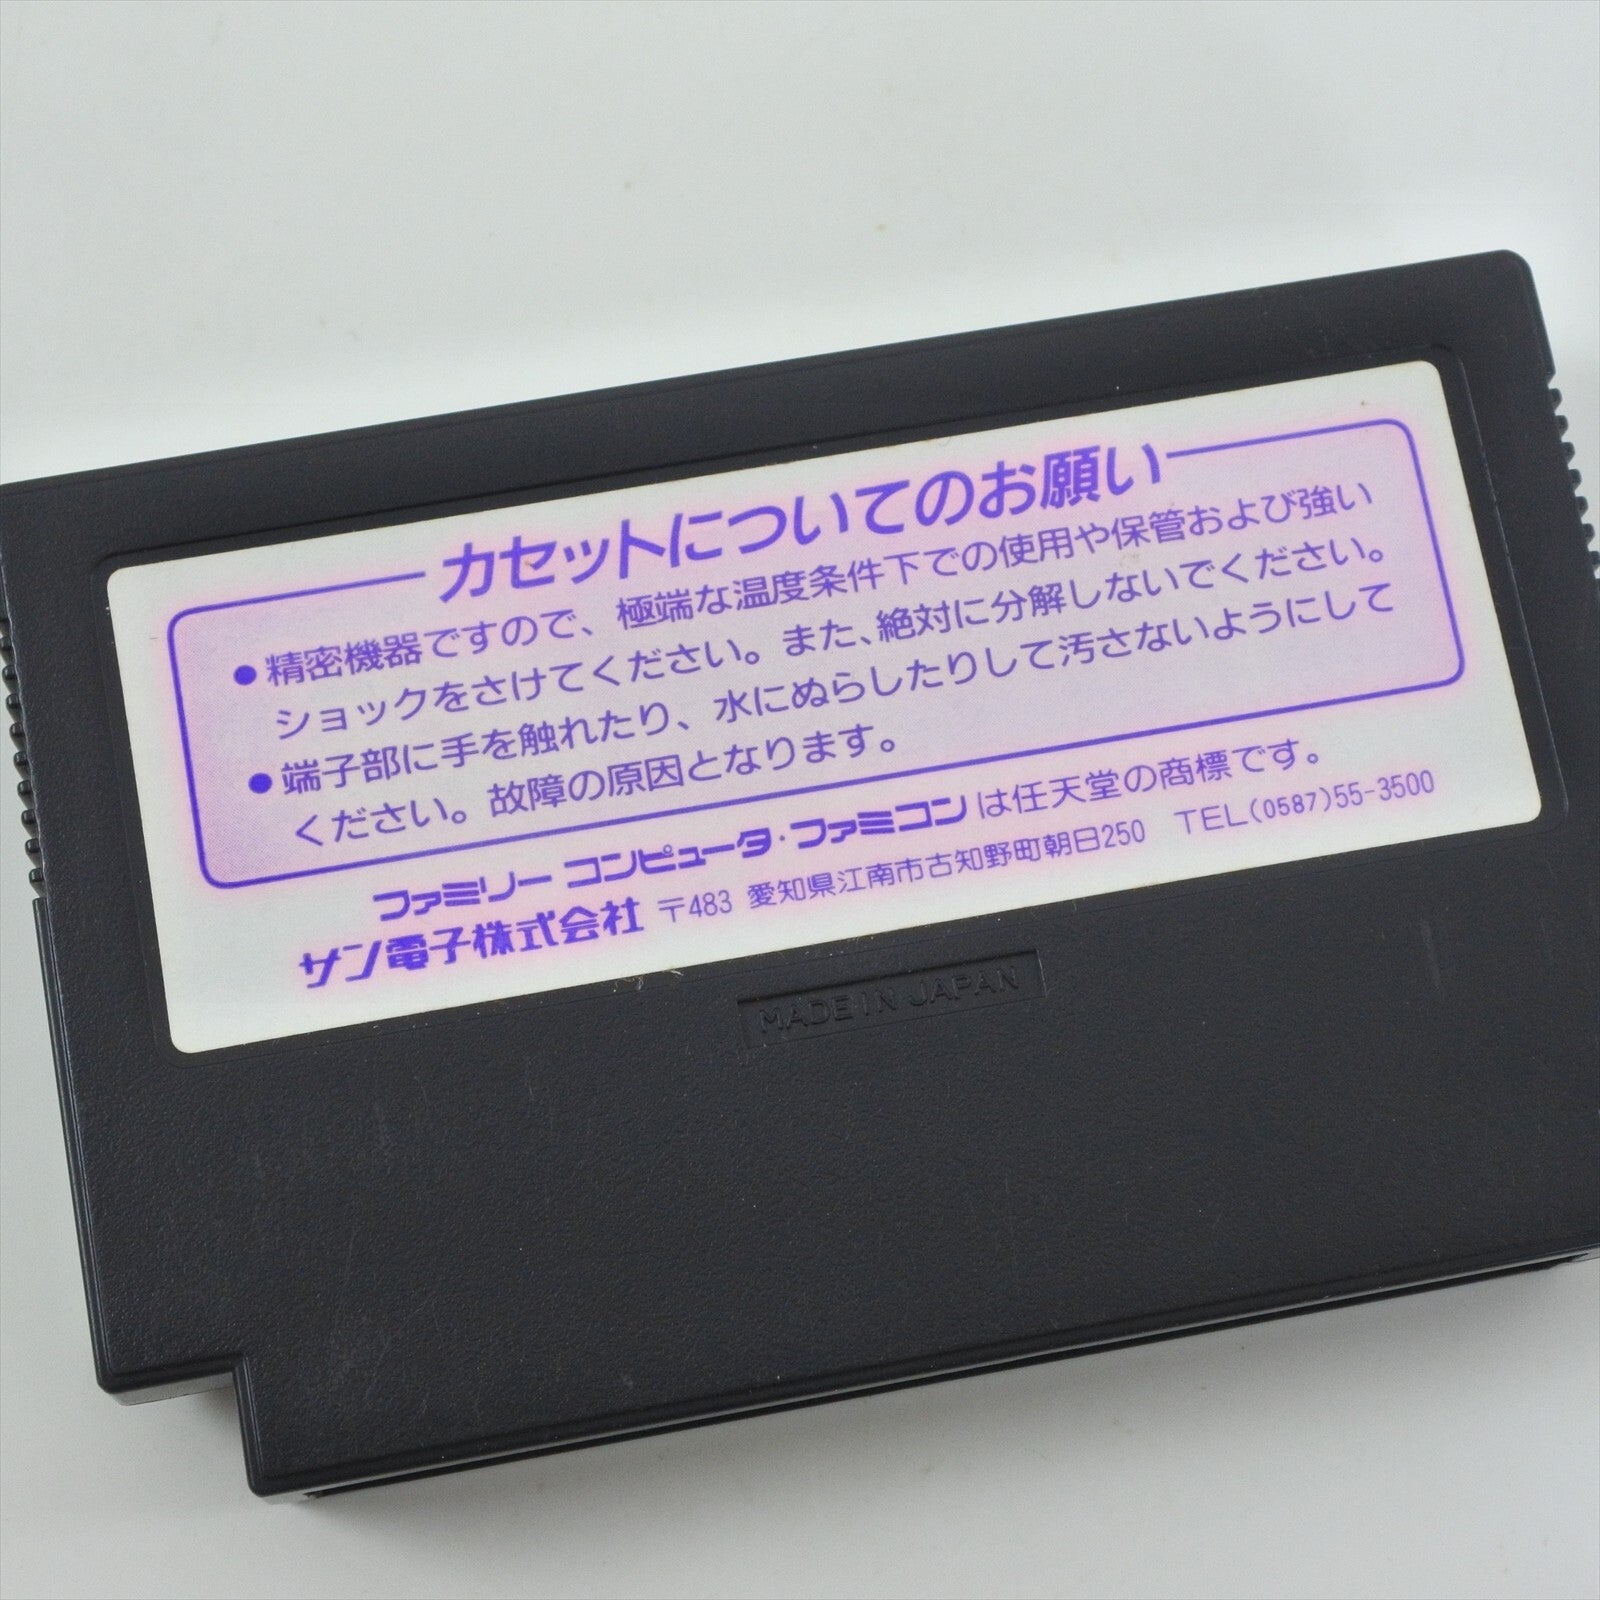 カセットについてのお願い
●精密機器ですので、極端な温度条件下での使用や保管および強い
ショックをさけてください。また、絶対に分解しないでください。
●端子部に手を触れたり、水にぬらしたりして汚さないようにして
ください。故障の原因となります。
ファミリー コンピュータ・ファミコンは任天堂の商標です。
サン電子株式会社 〒483 愛知県江南市古知野町朝日250 TEL(0587)55-3500
MADE IN JAPAN